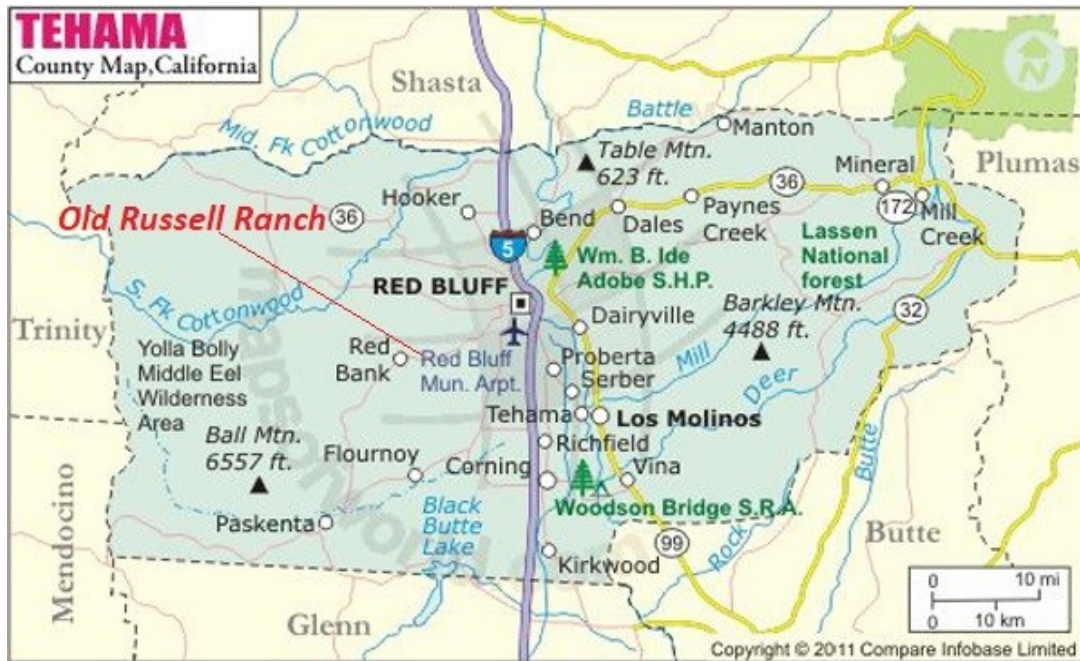 TEHAMA
County Map,California
Shasta
Mid. Fk Cottonwood
Battle
Manton
Table Mtn.
623 ft.
Mineral
Plumas
N
Hooker
36
Old Russell Ranch
36
172
Mill
Creek
Bend
Dales
Paynes
Creek
Lassen
National
forest
5
Wm. B. Ide
Adobe S.H.P.
RED BLUFF
S. Fk Cottonwood
Barkley Mtn.
4488 ft.
32
Trinity
Dairyville
Yolla Bolly
Middle Eel
Wilderness
Area
Red
Bank
Red Bluff
Mun. Arpt.
Proberta
Serber
Mill
Deer
Tehama
Los Molinos
Ball Mtn.
6557 ft.
Flournoy
Richfield
Corning
Vina
Butte
Woodson Bridge S.R.A.
Paskenta
Black
Butte
Lake
Kirkwood
99
Rock
Butte
Mendocino
Glenn
0 10 mi
0 10 km
Copyright © 2011 Compare Infobase Limited